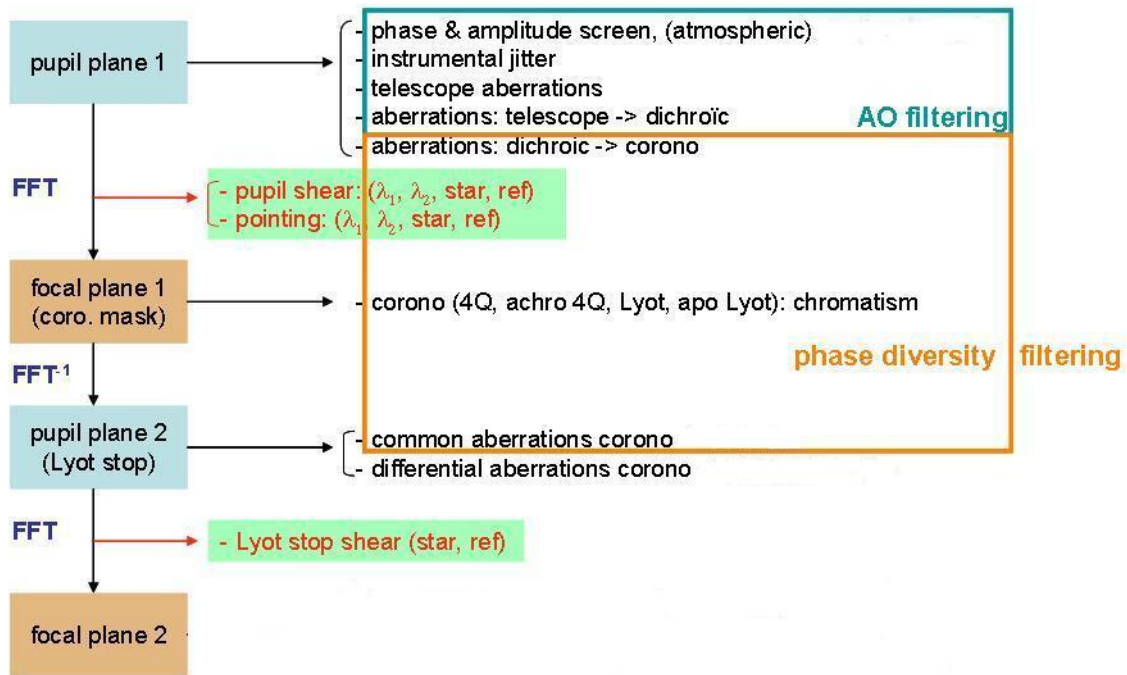 pupil plane 1
- phase & amplitude screen, (atmospheric)
- instrumental jitter
- telescope aberrations
- aberrations: telescope -> dichroïc
AO filtering
- aberrations: dichroic -> corono
FFT
- pupil shear: (λ₁, λ₂, star, ref)
- pointing: (λ₁, λ₂, star, ref)
focal plane 1
(coro. mask)
- corono (4Q, achro 4Q, Lyot, apo Lyot): chromatism
phase diversity filtering
FFT⁻¹
pupil plane 2
(Lyot stop)
- common aberrations corono
- differential aberrations corono
FFT
- Lyot stop shear (star, ref)
focal plane 2